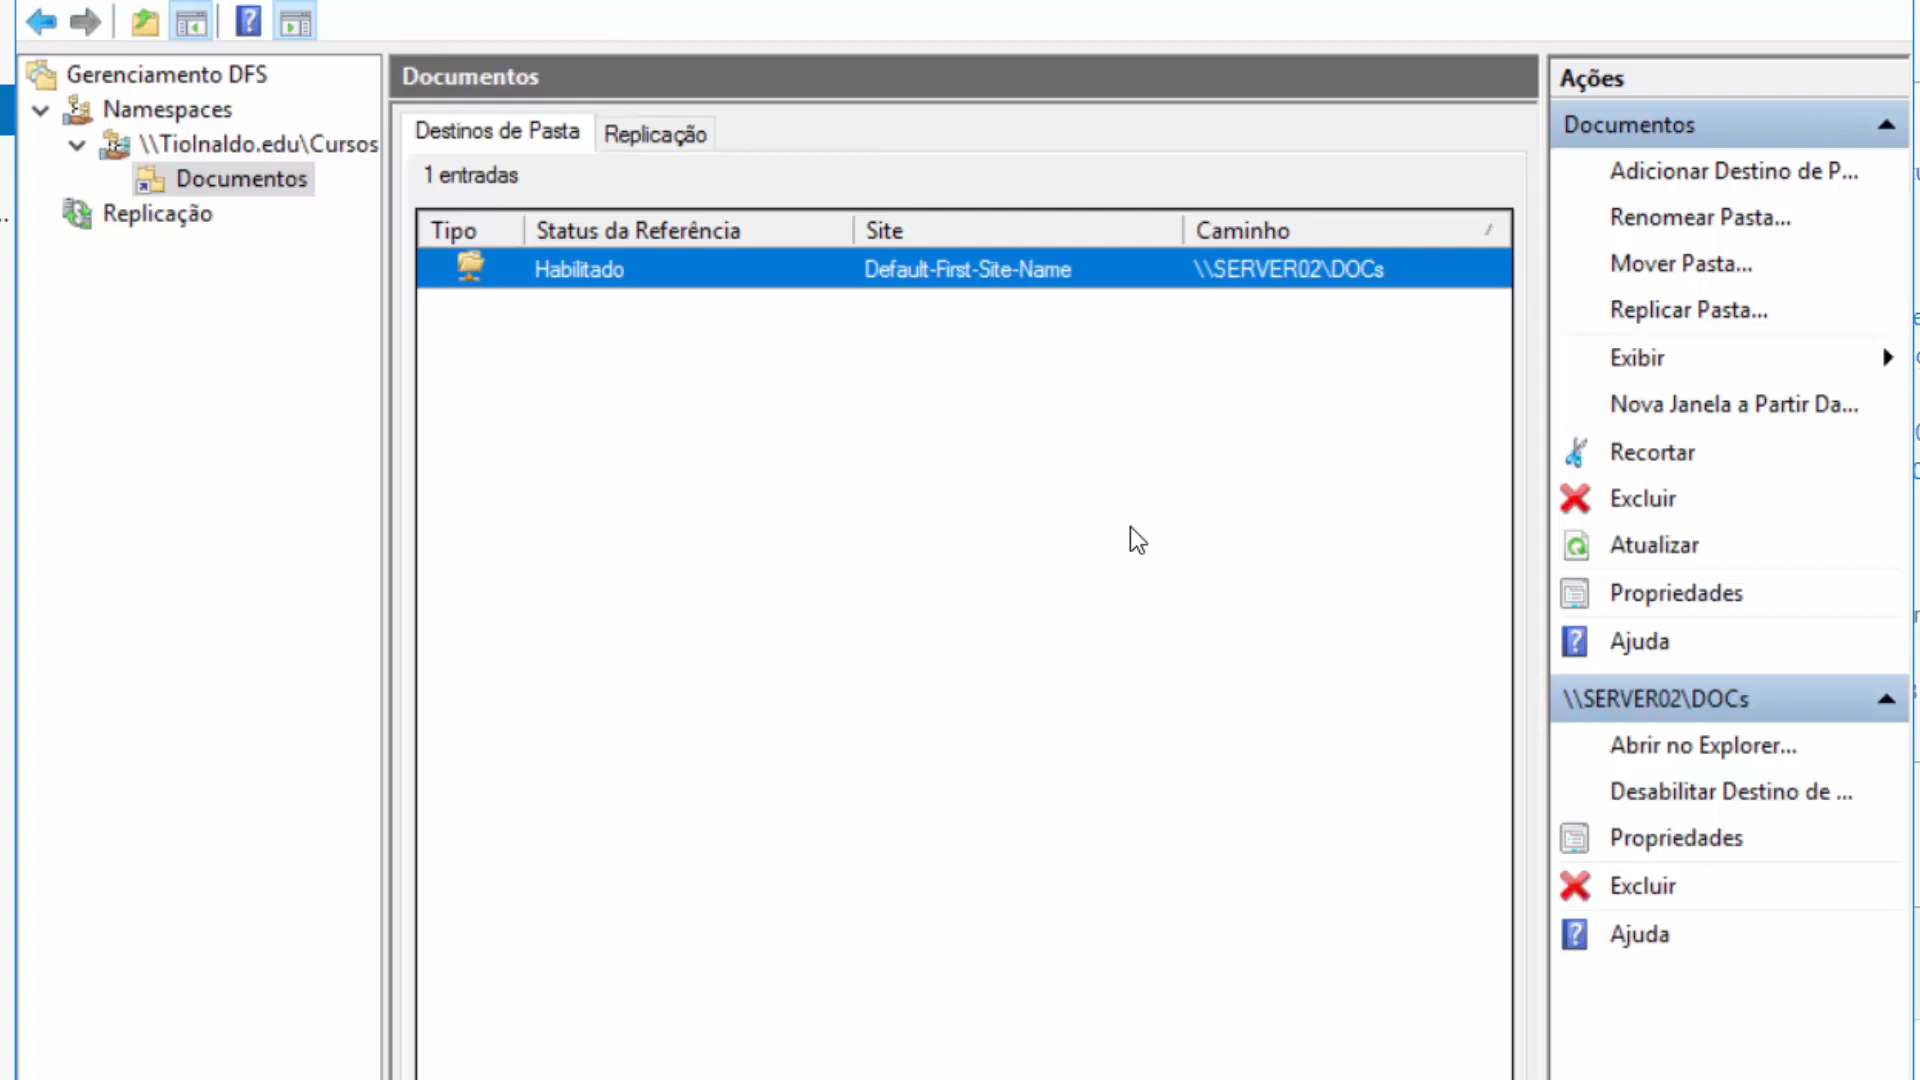 Gerenciamento DFS
Namespaces
\\TioInaldo.edu\Cursos
Documentos
Replicação
Documentos
Destinos de Pasta
Replicação
1 entradas
Tipo
Status da Referência
Site
Caminho
Habilitado
Default-First-Site-Name
\\SERVER02\DOCs
Ações
Documentos
Adicionar Destino de P...
Renomear Pasta...
Mover Pasta...
Replicar Pasta...
Exibir
Nova Janela a Partir Da...
Recortar
Excluir
Atualizar
Propriedades
Ajuda
\\SERVER02\DOCs
Abrir no Explorer...
Desabilitar Destino de ...
Propriedades
Excluir
Ajuda